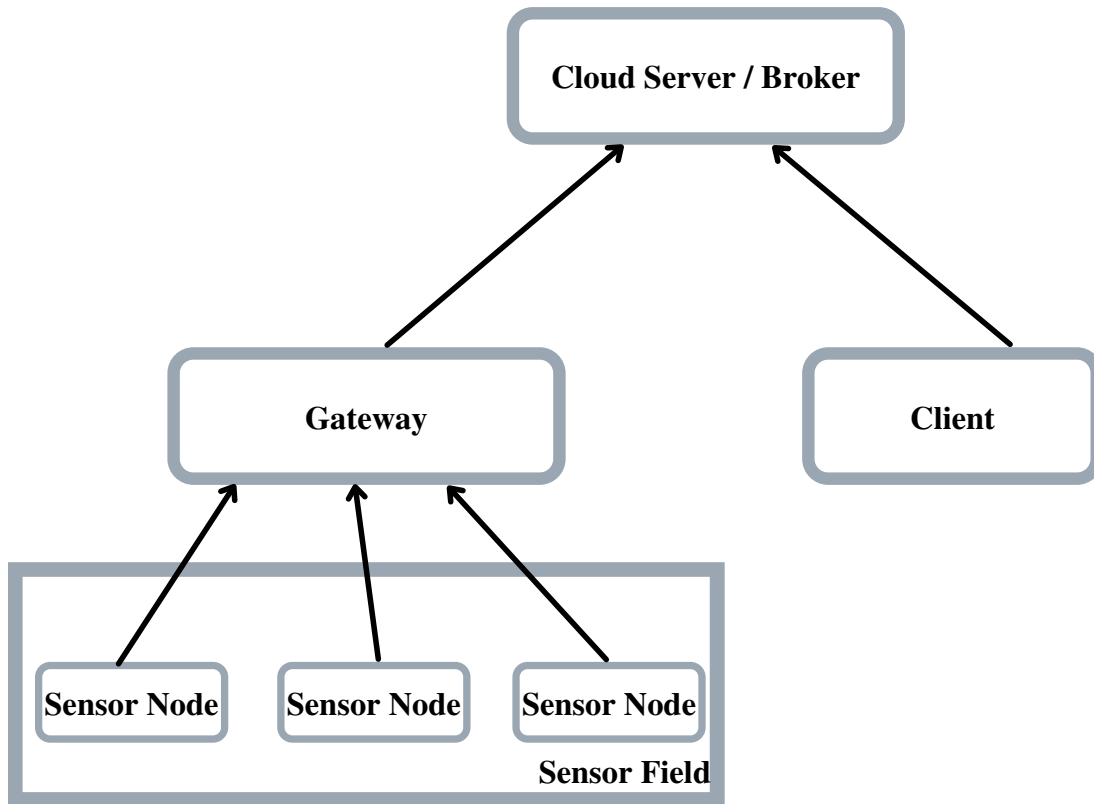 Cloud Server / Broker
Gateway
Client
Sensor Node
Sensor Node
Sensor Node
Sensor Field